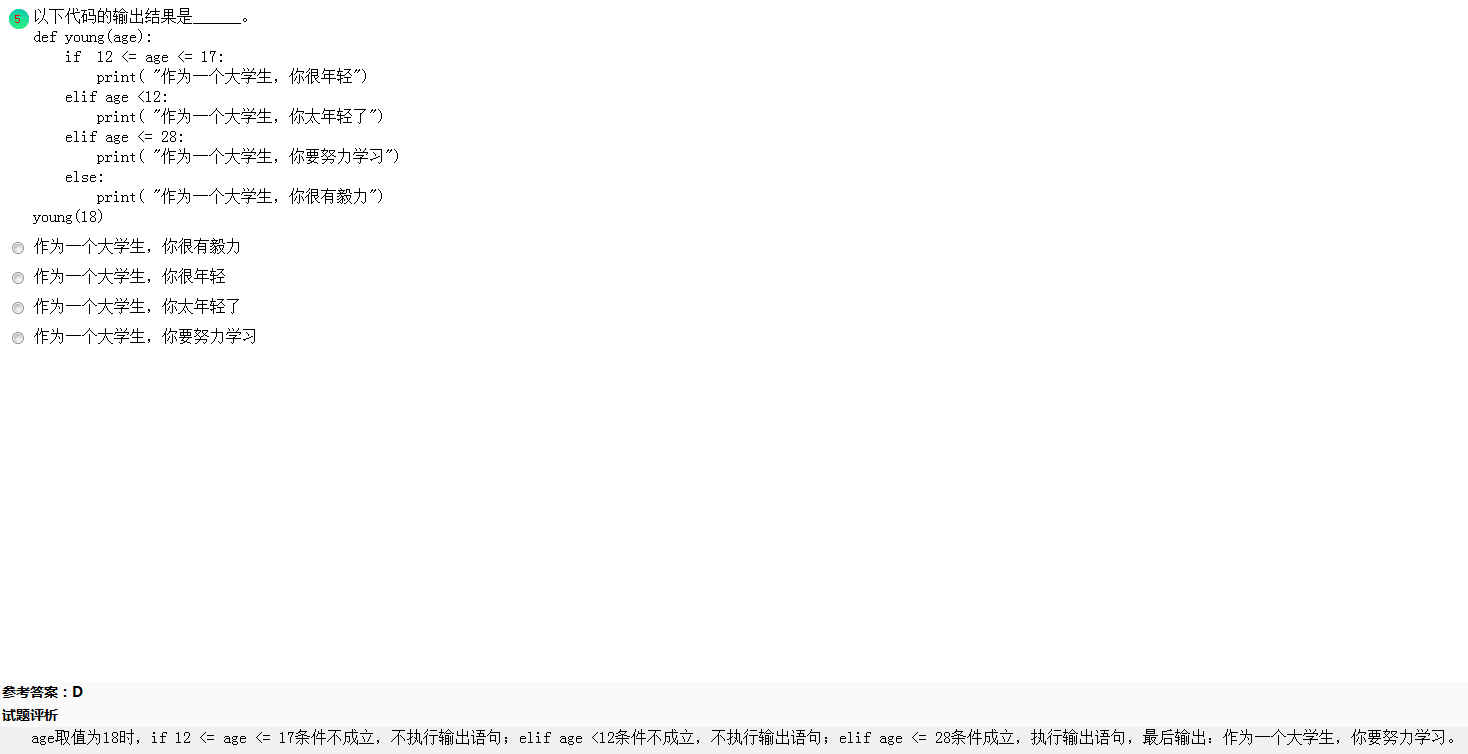 5 以下代码的输出结果是______。
def young(age):
    if  12 <= age <= 17:
        print( "作为一个大学生，你很年轻")
    elif age <12:
        print( "作为一个大学生，你太年轻了")
    elif age <= 28:
        print( "作为一个大学生，你要努力学习")
    else:
        print( "作为一个大学生，你很有毅力")
young(18)
作为一个大学生，你很有毅力
作为一个大学生，你很年轻
作为一个大学生，你太年轻了
作为一个大学生，你要努力学习
参考答案：D
试题评析
age取值为18时，if 12 <= age <= 17条件不成立，不执行输出语句；elif age <12条件不成立，不执行输出语句；elif age <= 28条件成立，执行输出语句，最后输出：作为一个大学生，你要努力学习。